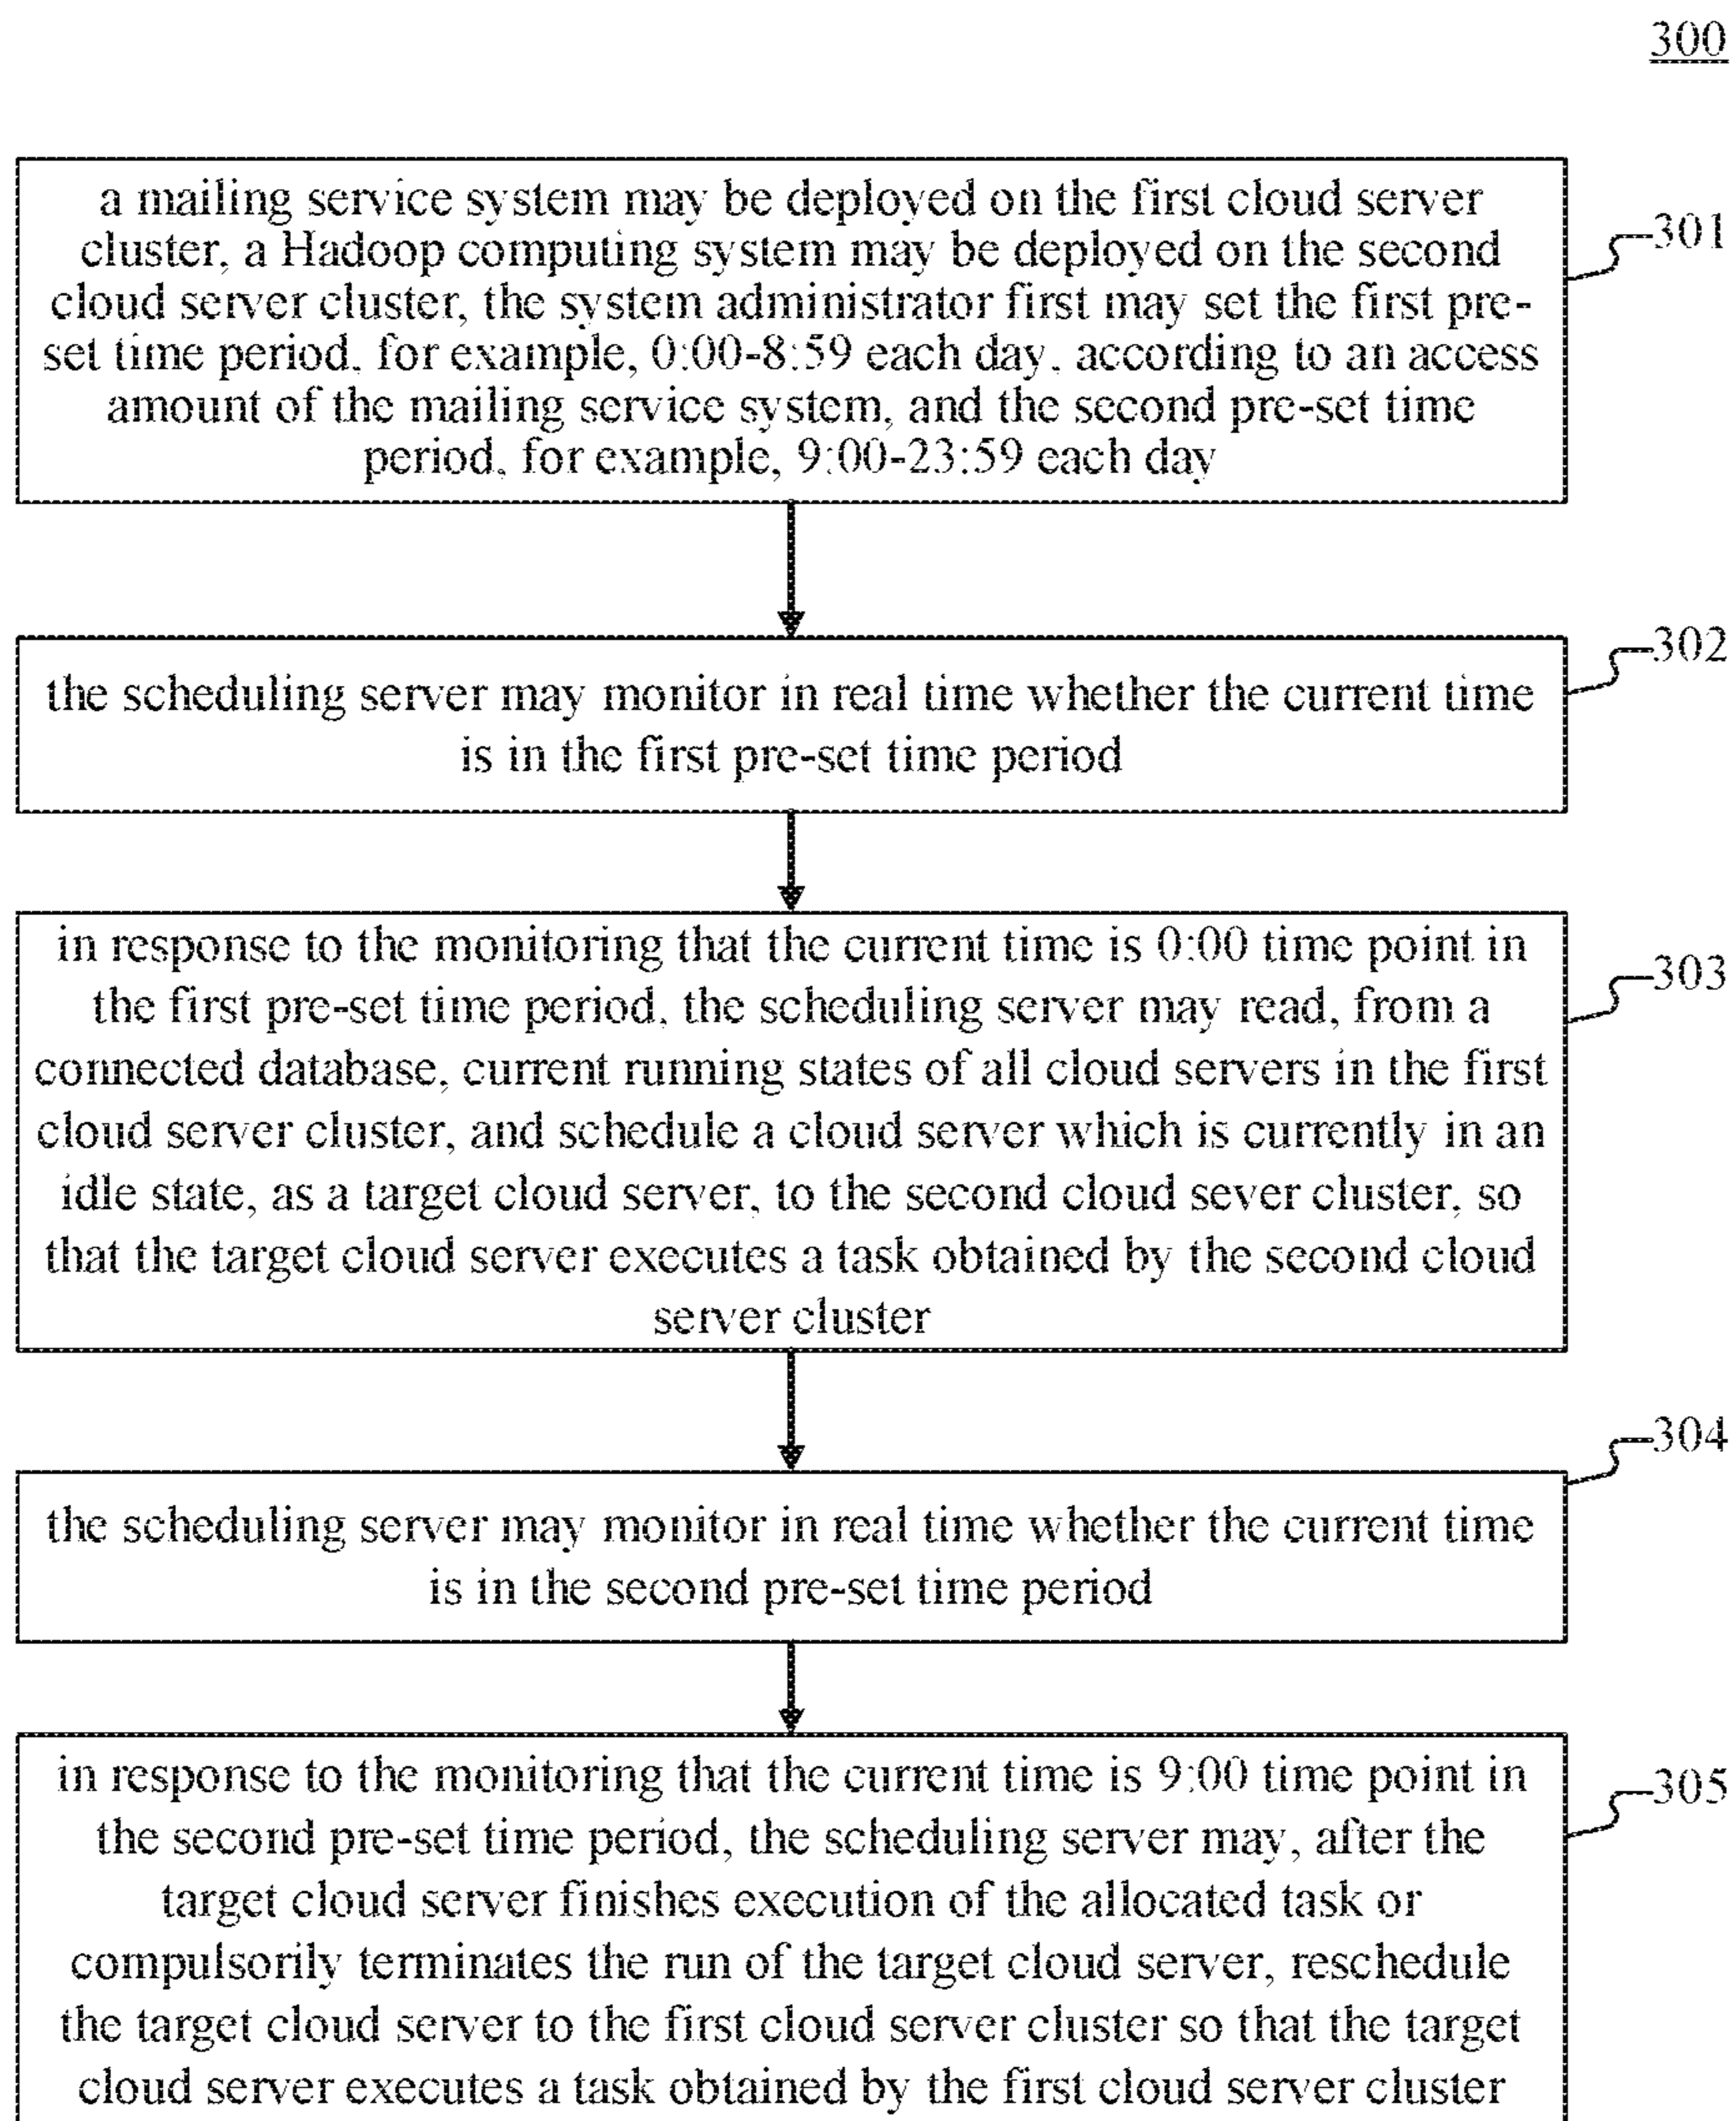 300
a mailing service system may be deployed on the first cloud server
cluster, a Hadoop computing system may be deployed on the second
cloud server cluster, the system administrator first may set the first pre-
set time period, for example, 0:00-8:59 each day, according to an access
amount of the mailing service system, and the second pre-set time
period, for example, 9:00-23:59 each day
301
the scheduling server may monitor in real time whether the current time
is in the first pre-set time period
302
in response to the monitoring that the current time is 0:00 time point in
the first pre-set time period, the scheduling server may read, from a
connected database, current running states of all cloud servers in the first
cloud server cluster, and schedule a cloud server which is currently in an
idle state, as a target cloud server, to the second cloud sever cluster, so
that the target cloud server executes a task obtained by the second cloud
server cluster
303
the scheduling server may monitor in real time whether the current time
is in the second pre-set time period
304
in response to the monitoring that the current time is 9:00 time point in
the second pre-set time period, the scheduling server may, after the
target cloud server finishes execution of the allocated task or
compulsorily terminates the run of the target cloud server, reschedule
the target cloud server to the first cloud server cluster so that the target
cloud server executes a task obtained by the first cloud server cluster
305